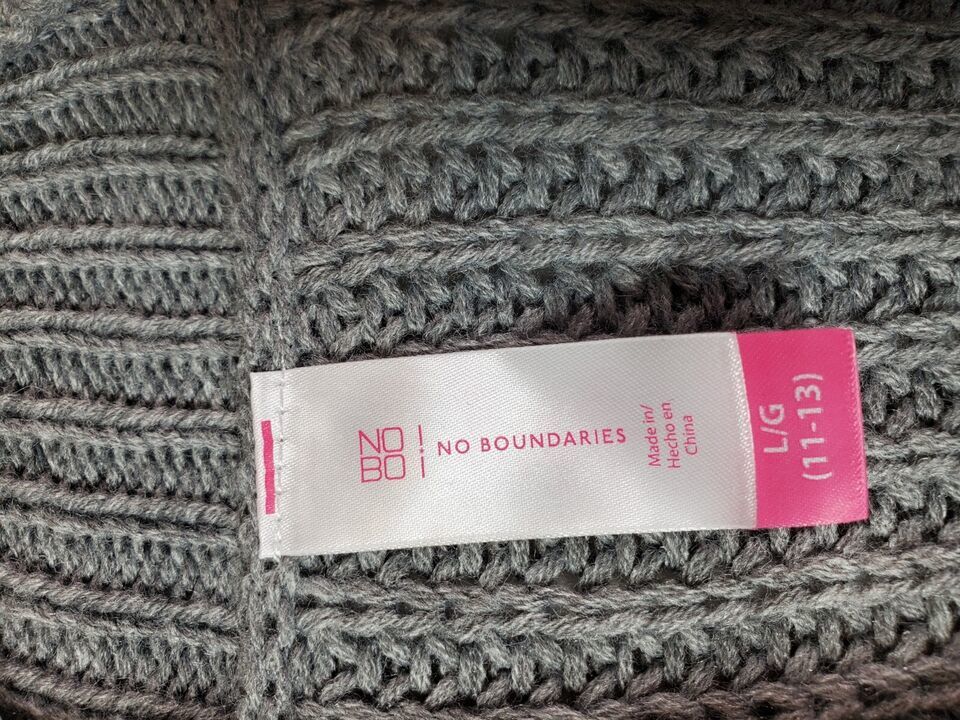 NO
BO
NO BOUNDARIES
Made in/
Hecho en
China
L/G
(11-13)